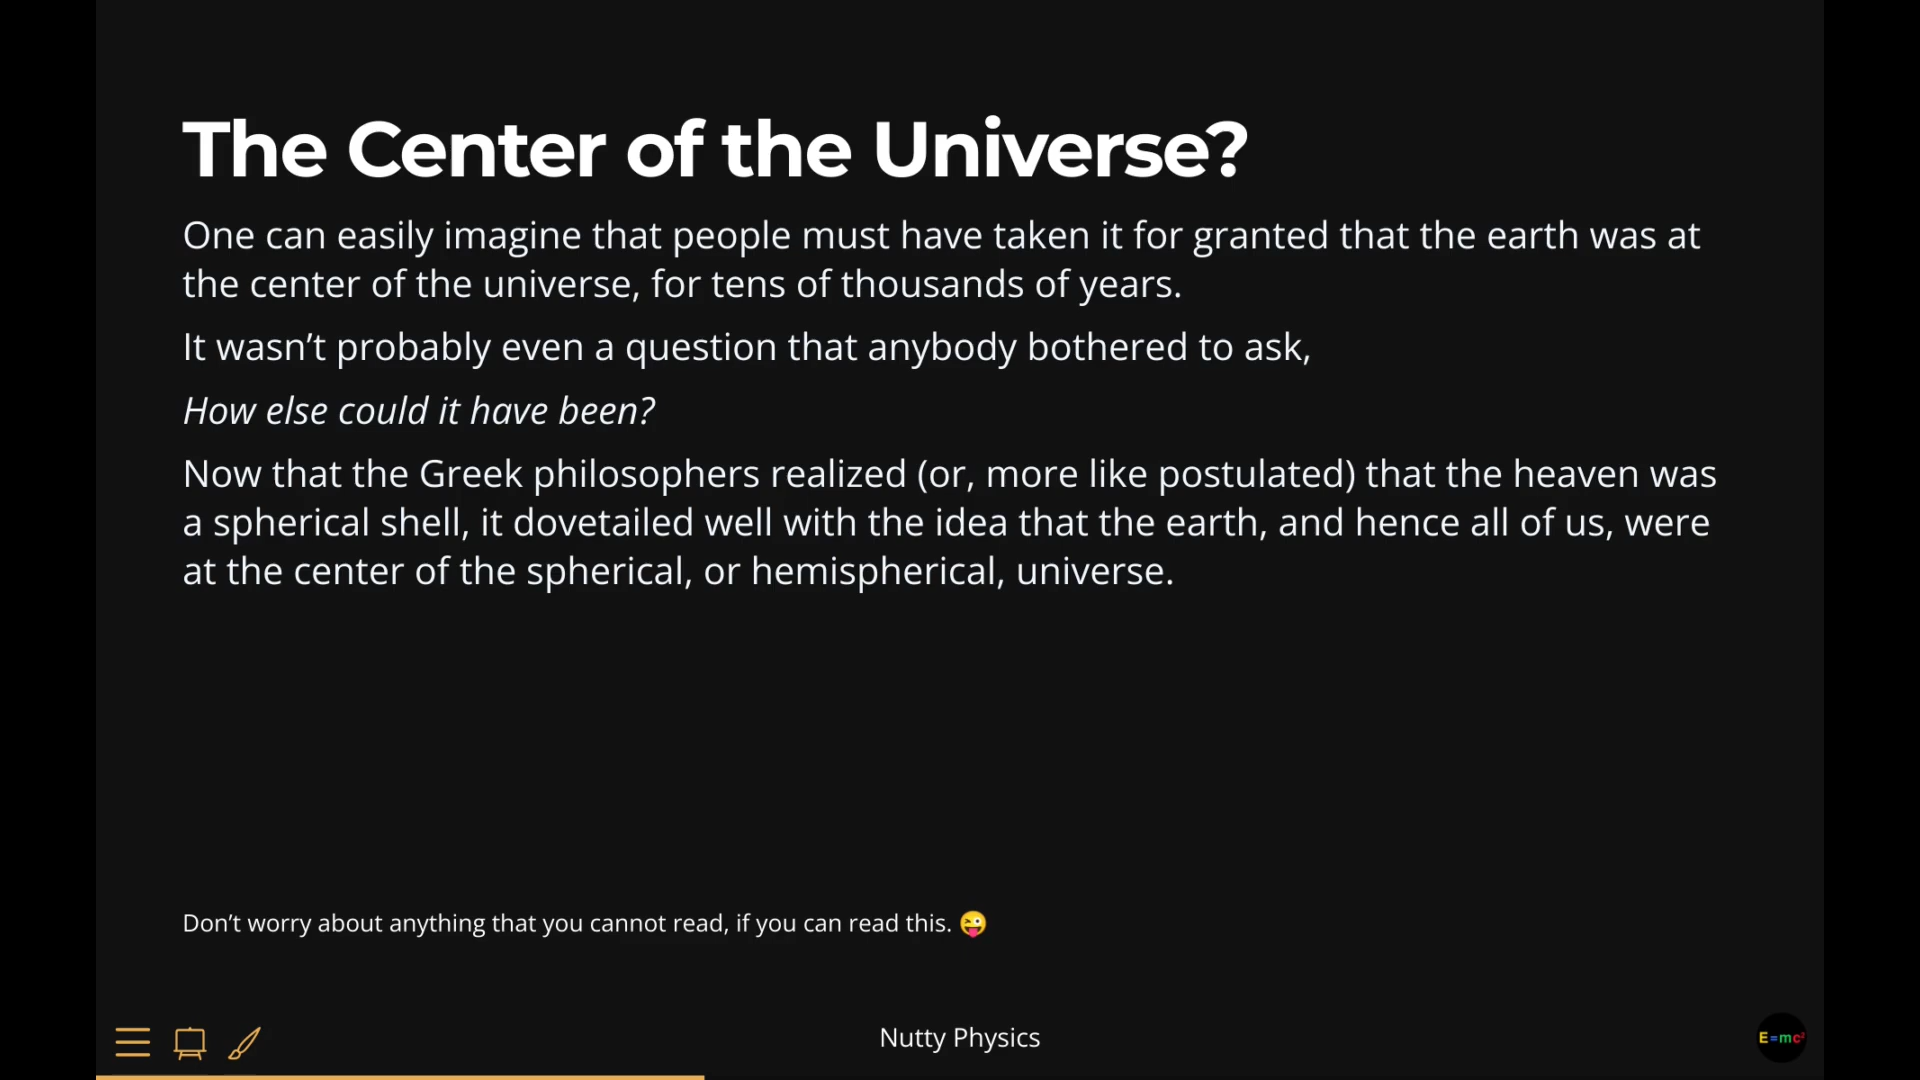 The Center of the Universe?
One can easily imagine that people must have taken it for granted that the earth was at
the center of the universe, for tens of thousands of years.
It wasn’t probably even a question that anybody bothered to ask,
How else could it have been?
Now that the Greek philosophers realized (or, more like postulated) that the heaven was
a spherical shell, it dovetailed well with the idea that the earth, and hence all of us, were
at the center of the spherical, or hemispherical, universe.
Don’t worry about anything that you cannot read, if you can read this. 😜
Nutty Physics
E=mc²